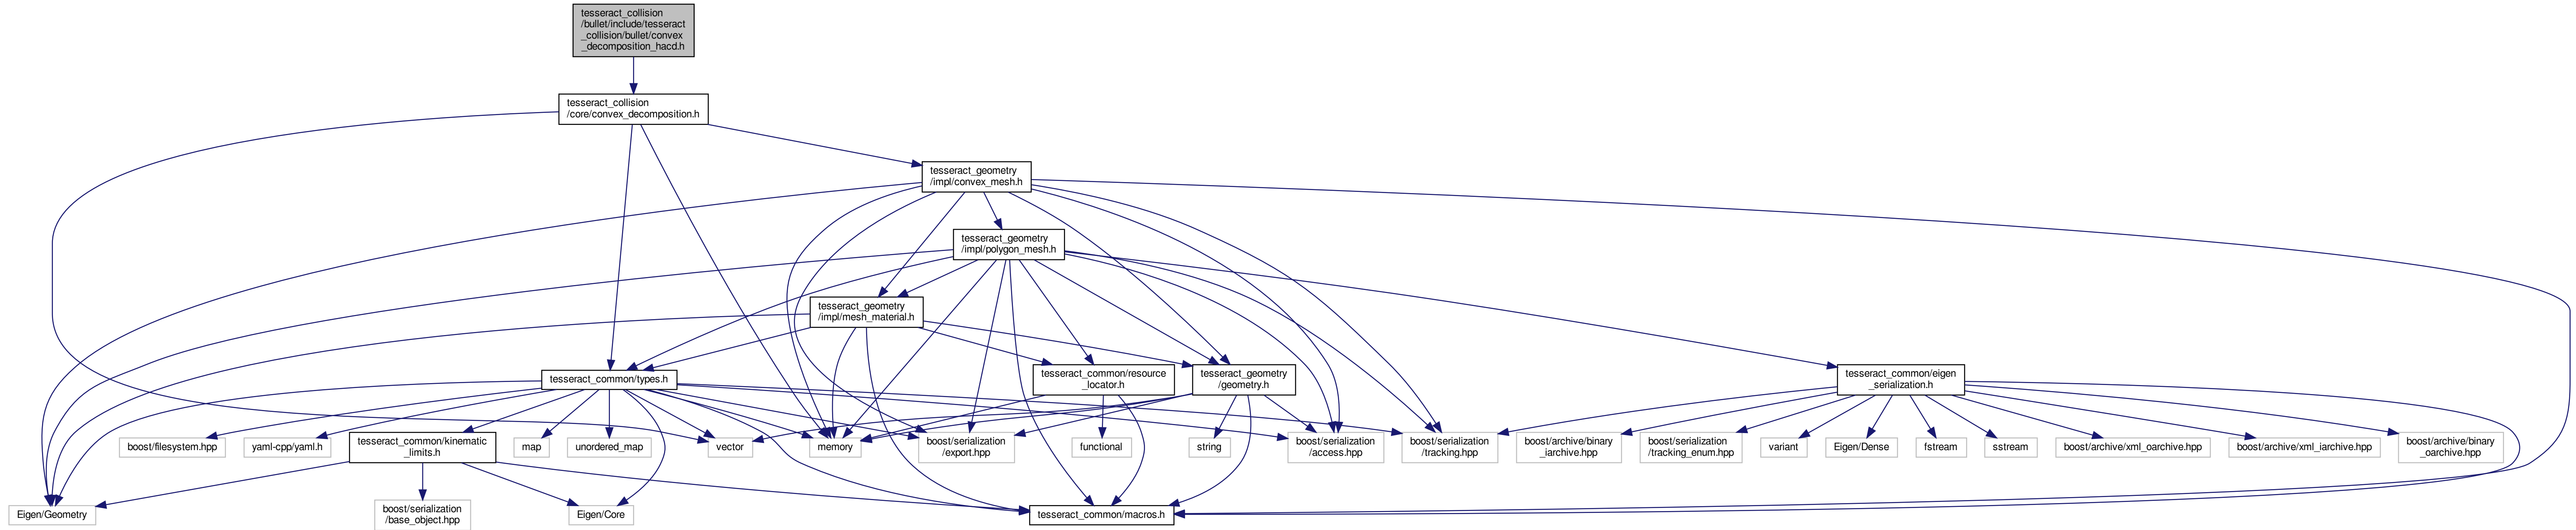 tesseract_collision
/bullet/include/tesseract
_collision/bullet/convex
_decomposition_hacd.h
tesseract_collision
/core/convex_decomposition.h
tesseract_geometry
/impl/convex_mesh.h
tesseract_geometry
/impl/polygon_mesh.h
tesseract_geometry
/impl/mesh_material.h
tesseract_common/types.h
tesseract_common/resource
_locator.h
tesseract_geometry
/geometry.h
tesseract_common/eigen
_serialization.h
boost/filesystem.hpp
yaml-cpp/yaml.h
tesseract_common/kinematic
_limits.h
map
unordered_map
vector
memory
boost/serialization
/export.hpp
functional
string
boost/serialization
/access.hpp
boost/serialization
/tracking.hpp
boost/archive/binary
_iarchive.hpp
boost/serialization
/tracking_enum.hpp
variant
Eigen/Dense
fstream
sstream
boost/archive/xml_oarchive.hpp
boost/archive/xml_iarchive.hpp
boost/archive/binary
_oarchive.hpp
Eigen/Geometry
boost/serialization
/base_object.hpp
Eigen/Core
tesseract_common/macros.h